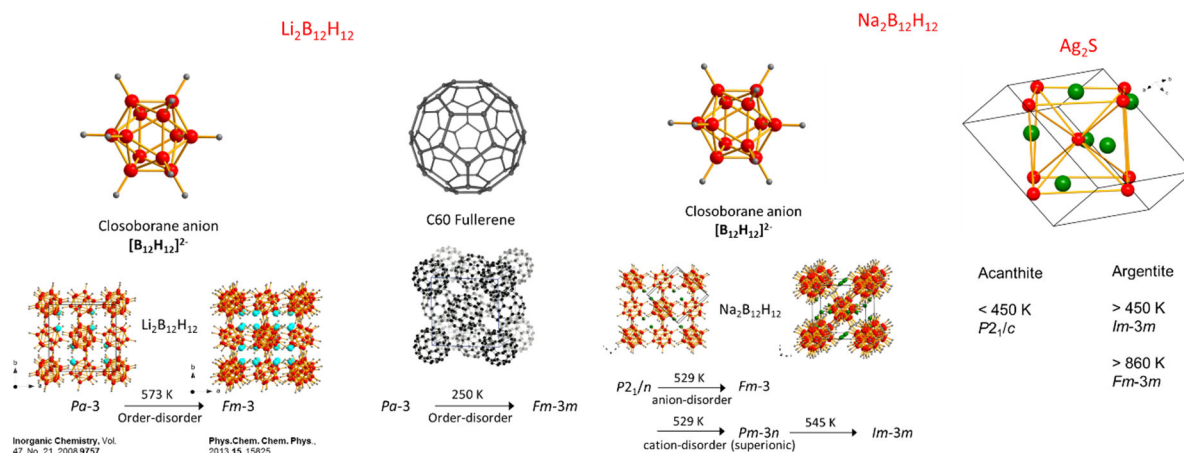 Li₂B₁₂H₁₂
Na₂B₁₂H₁₂
Ag₂S
Closoborane anion
[B₁₂H₁₂]²⁻
C60 Fullerene
Closoborane anion
[B₁₂H₁₂]²⁻
Li₂B₁₂H₁₂
Na₂B₁₂H₁₂
Acanthite
Argentite
< 450 K
P2₁/c
> 450 K
Im-3m
> 860 K
Fm-3m
Pa-3
573 K
Order-disorder
Fm-3
Pa-3
250 K
Order-disorder
Fm-3m
P2₁/n
529 K
anion-disorder
Fm-3
529 K
cation-disorder (superionic)
Pm-3n
545 K
Im-3m
Inorganic Chemistry, Vol.
47, No. 21, 2008 9757
Phys.Chem. Chem. Phys.,
2013, 15, 15825